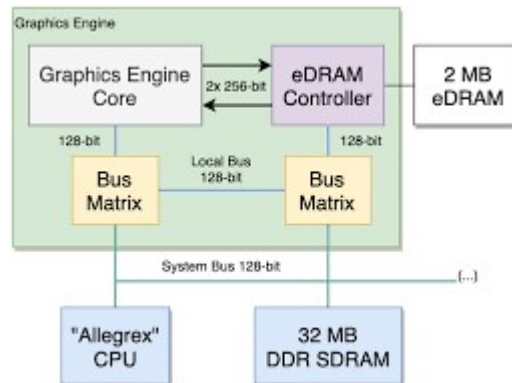 Graphics Engine
Graphics Engine
Core
2x 256-bit
eDRAM
Controller
2 MB
eDRAM
128-bit
128-bit
Local Bus
128-bit
Bus
Matrix
Bus
Matrix
System Bus 128-bit
(...)
"Allegrex"
CPU
32 MB
DDR SDRAM